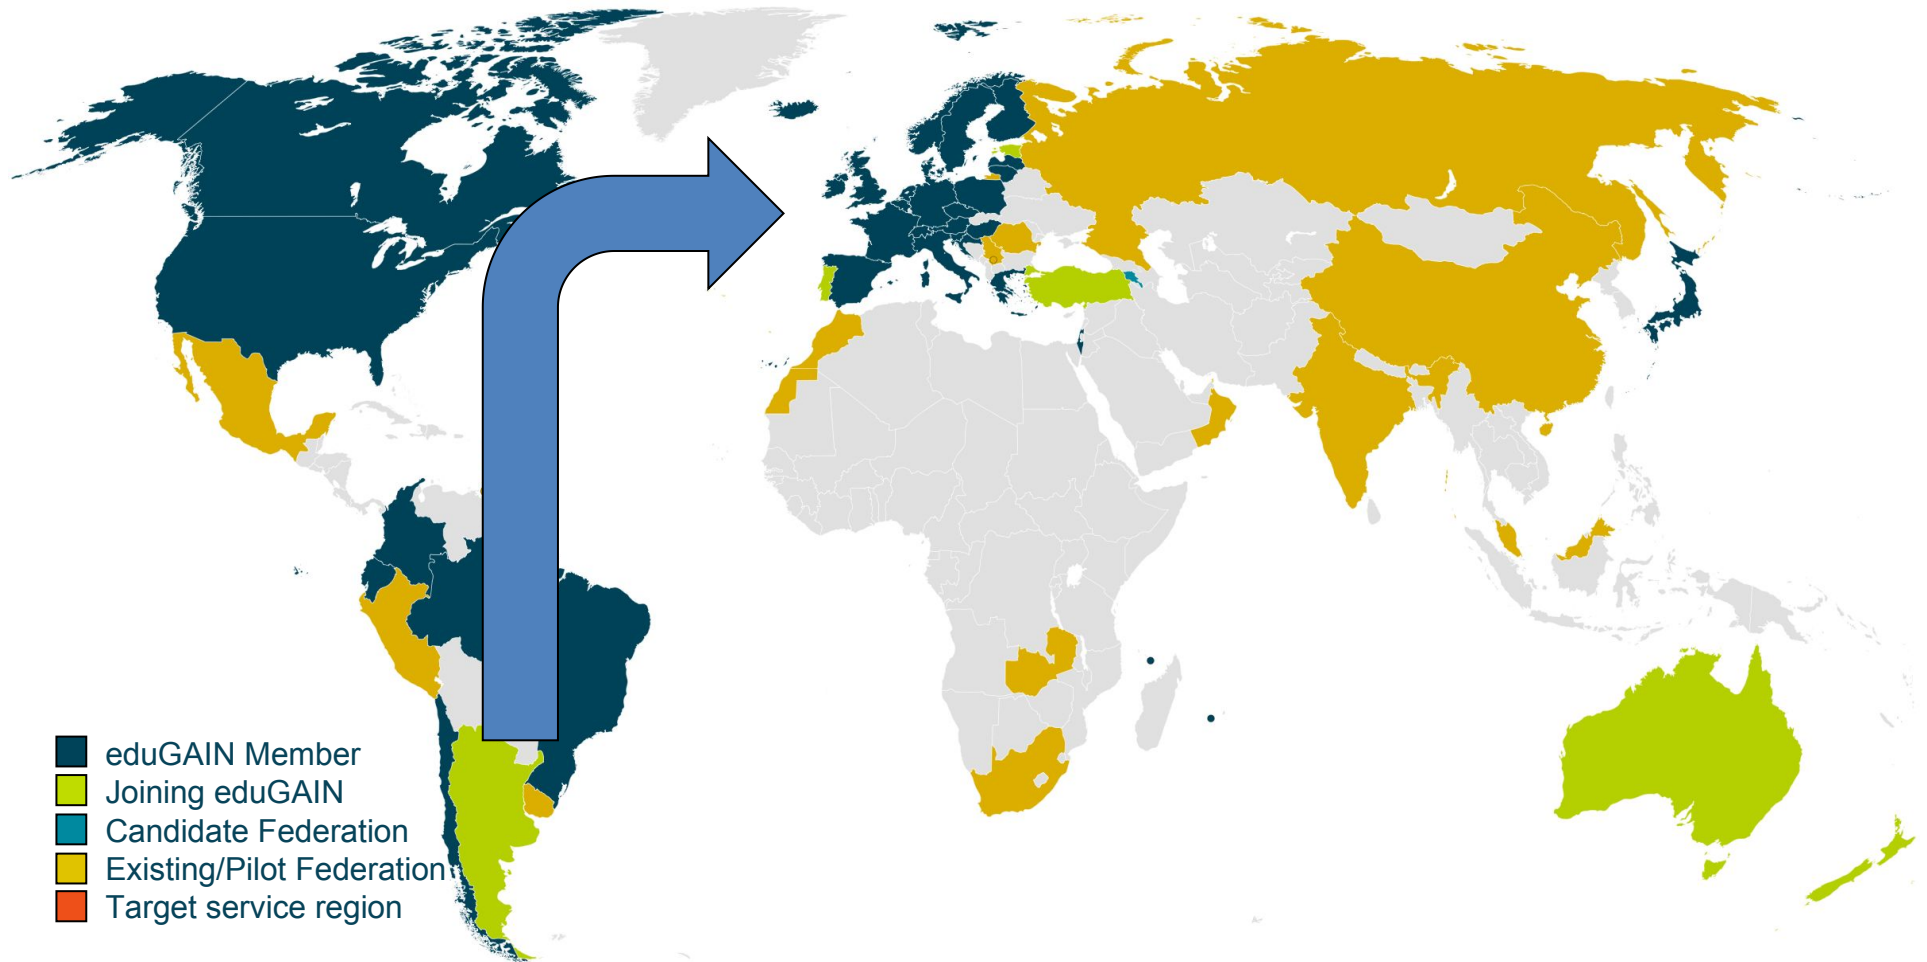 eduGAIN Member
Joining eduGAIN
Candidate Federation
Existing/Pilot Federation
Target service region